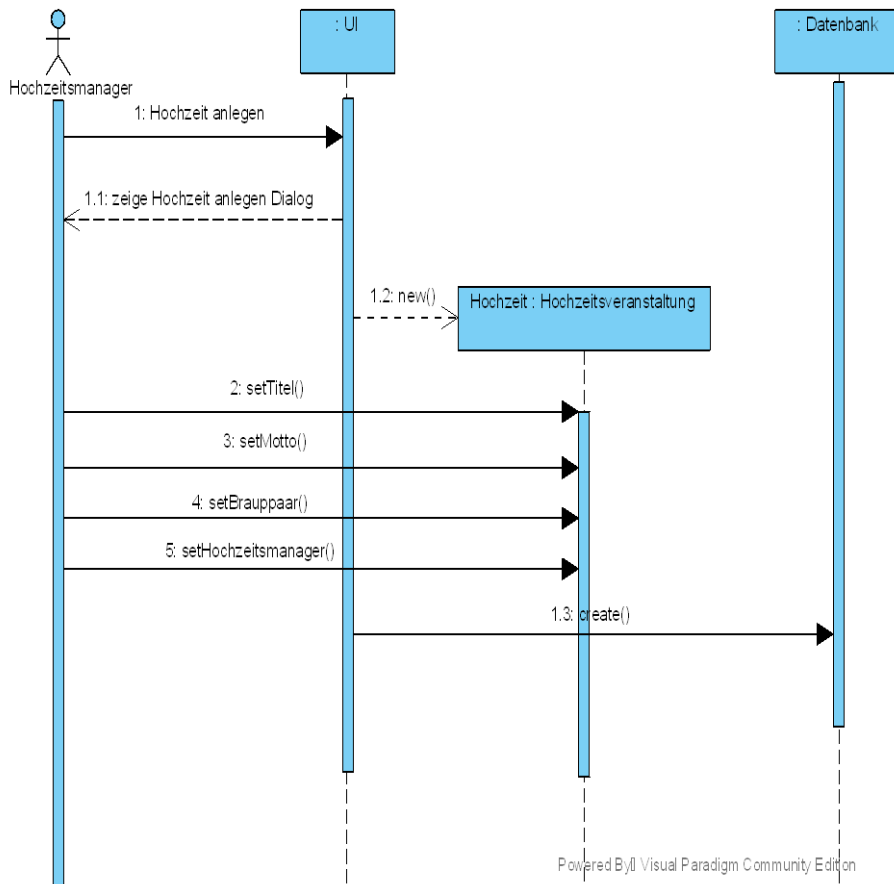 : UI
: Datenbank
Hochzeitsmanager
1: Hochzeit anlegen
1.1: zeige Hochzeit anlegen Dialog
1.2: new()
Hochzeit : Hochzeitsveranstaltung
2: setTitel()
3: setMotto()
4: setBrauppaar()
5: setHochzeitsmanager()
1.3: create()
Powered By Visual Paradigm Community Edition